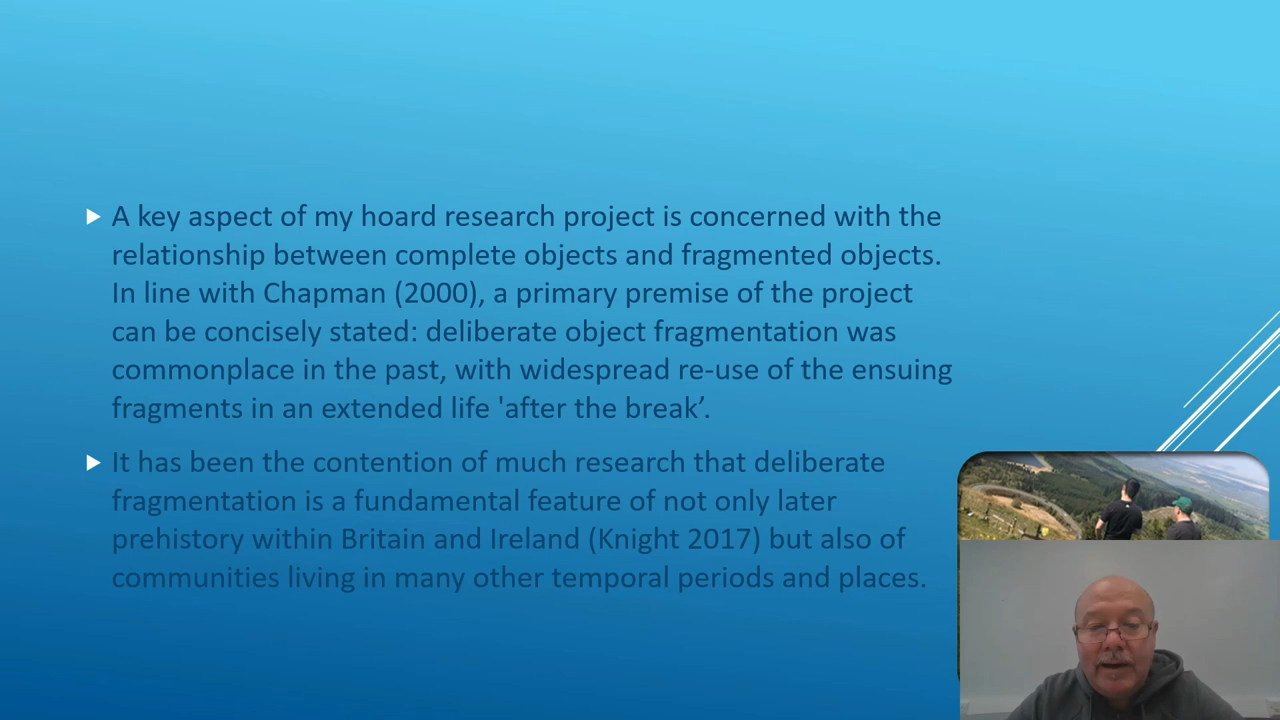 A key aspect of my hoard research project is concerned with the
relationship between complete objects and fragmented objects.
In line with Chapman (2000), a primary premise of the project
can be concisely stated: deliberate object fragmentation was
commonplace in the past, with widespread re-use of the ensuing
fragments in an extended life 'after the break’.
It has been the contention of much research that deliberate
fragmentation is a fundamental feature of not only later
prehistory within Britain and Ireland (Knight 2017) but also of
communities living in many other temporal periods and places.